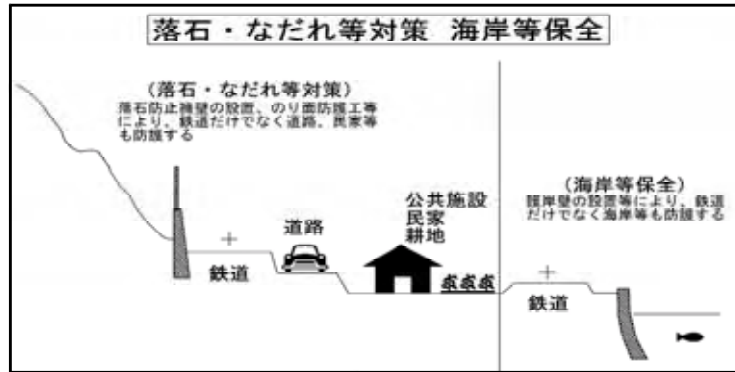 落石・なだれ等対策 海岸等保全
(落石・なだれ等対策)
落石防止擁壁の設置、のり面防護工等
により、鉄道だけでなく道路、民家等
も防護する
(海岸等保全)
護岸壁の設置等により、鉄道
だけでなく海岸等も防護する
公共施設
民家
耕地
道路
鉄道
鉄道